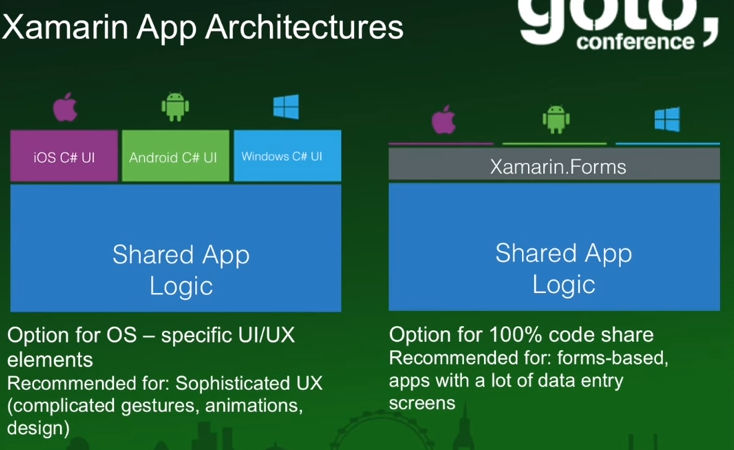 Xamarin App Architectures
goto;
conference
iOS C# UI
Android C# UI
Windows C# UI
Shared App
Logic
Option for OS – specific UI/UX
elements
Recommended for: Sophisticated UX
(complicated gestures, animations,
design)
Xamarin.Forms
Shared App
Logic
Option for 100% code share
Recommended for: forms-based,
apps with a lot of data entry
screens